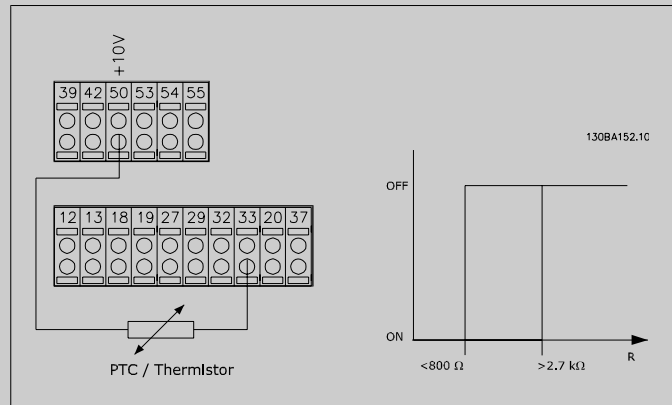 +10V
39 42 50 53 54 55
130BA152.10
12 13 18 19 27 29 32 33 20 37
PTC / Thermistor
OFF
ON
R
<800 Ω
>2.7 kΩ